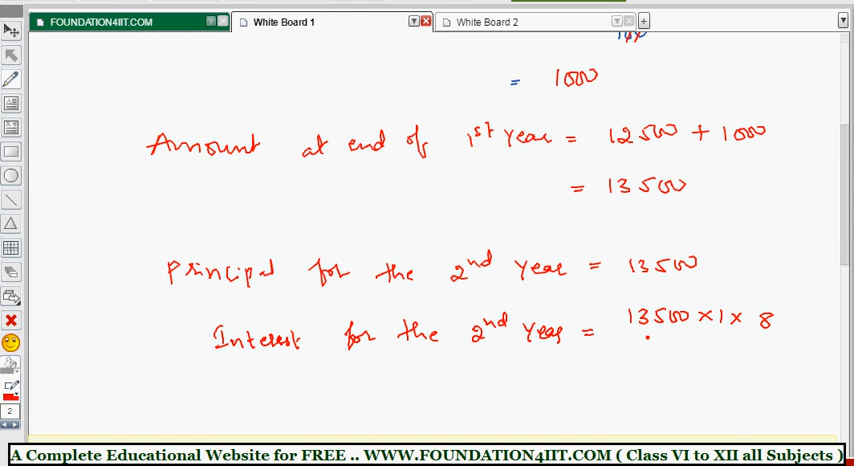 FOUNDATION4IIT.COM White Board 1 White Board 2
= 1000
Amount at end of 1st Year = 12500 + 1000
= 13500
Principal for the 2nd Year = 13500
Interest for the 2nd Year = 13500 × 1 × 8
2
A Complete Educational Website for FREE .. WWW.FOUNDATION4IIT.COM ( Class VI to XII all Subjects )